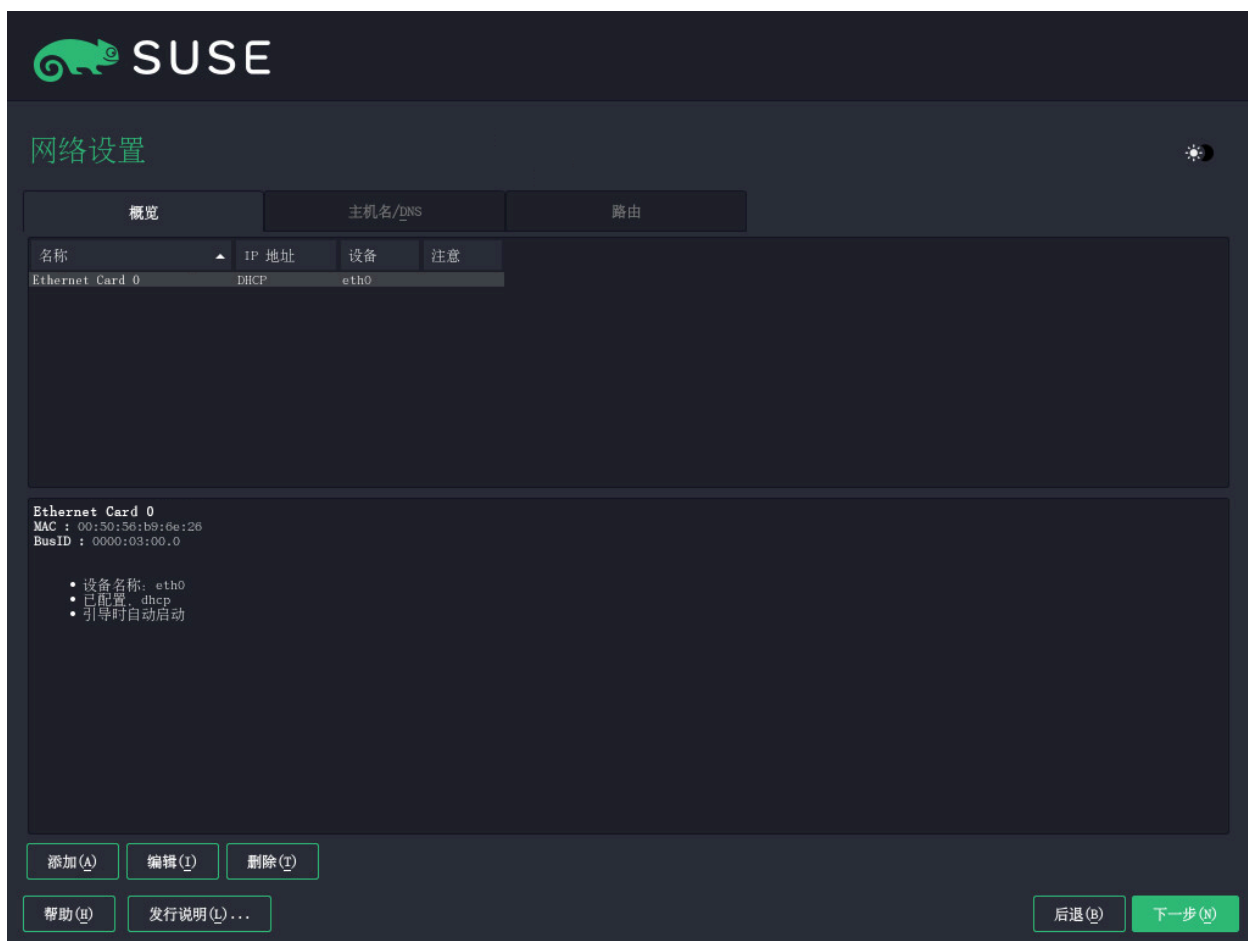 SUSE
网络设置
概览 主机名/DNS 路由
名称 IP 地址 设备 注意
Ethernet Card 0 DHCP eth0
Ethernet Card 0
MAC : 00:50:56:b9:6e:26
BusID : 0000:03:00.0
• 设备名称: eth0
• 已配置, dhcp
• 引导时自动启动
添加(A) 编辑(I) 删除(T)
帮助(H) 发行说明(L)... 后退(B) 下一步(N)